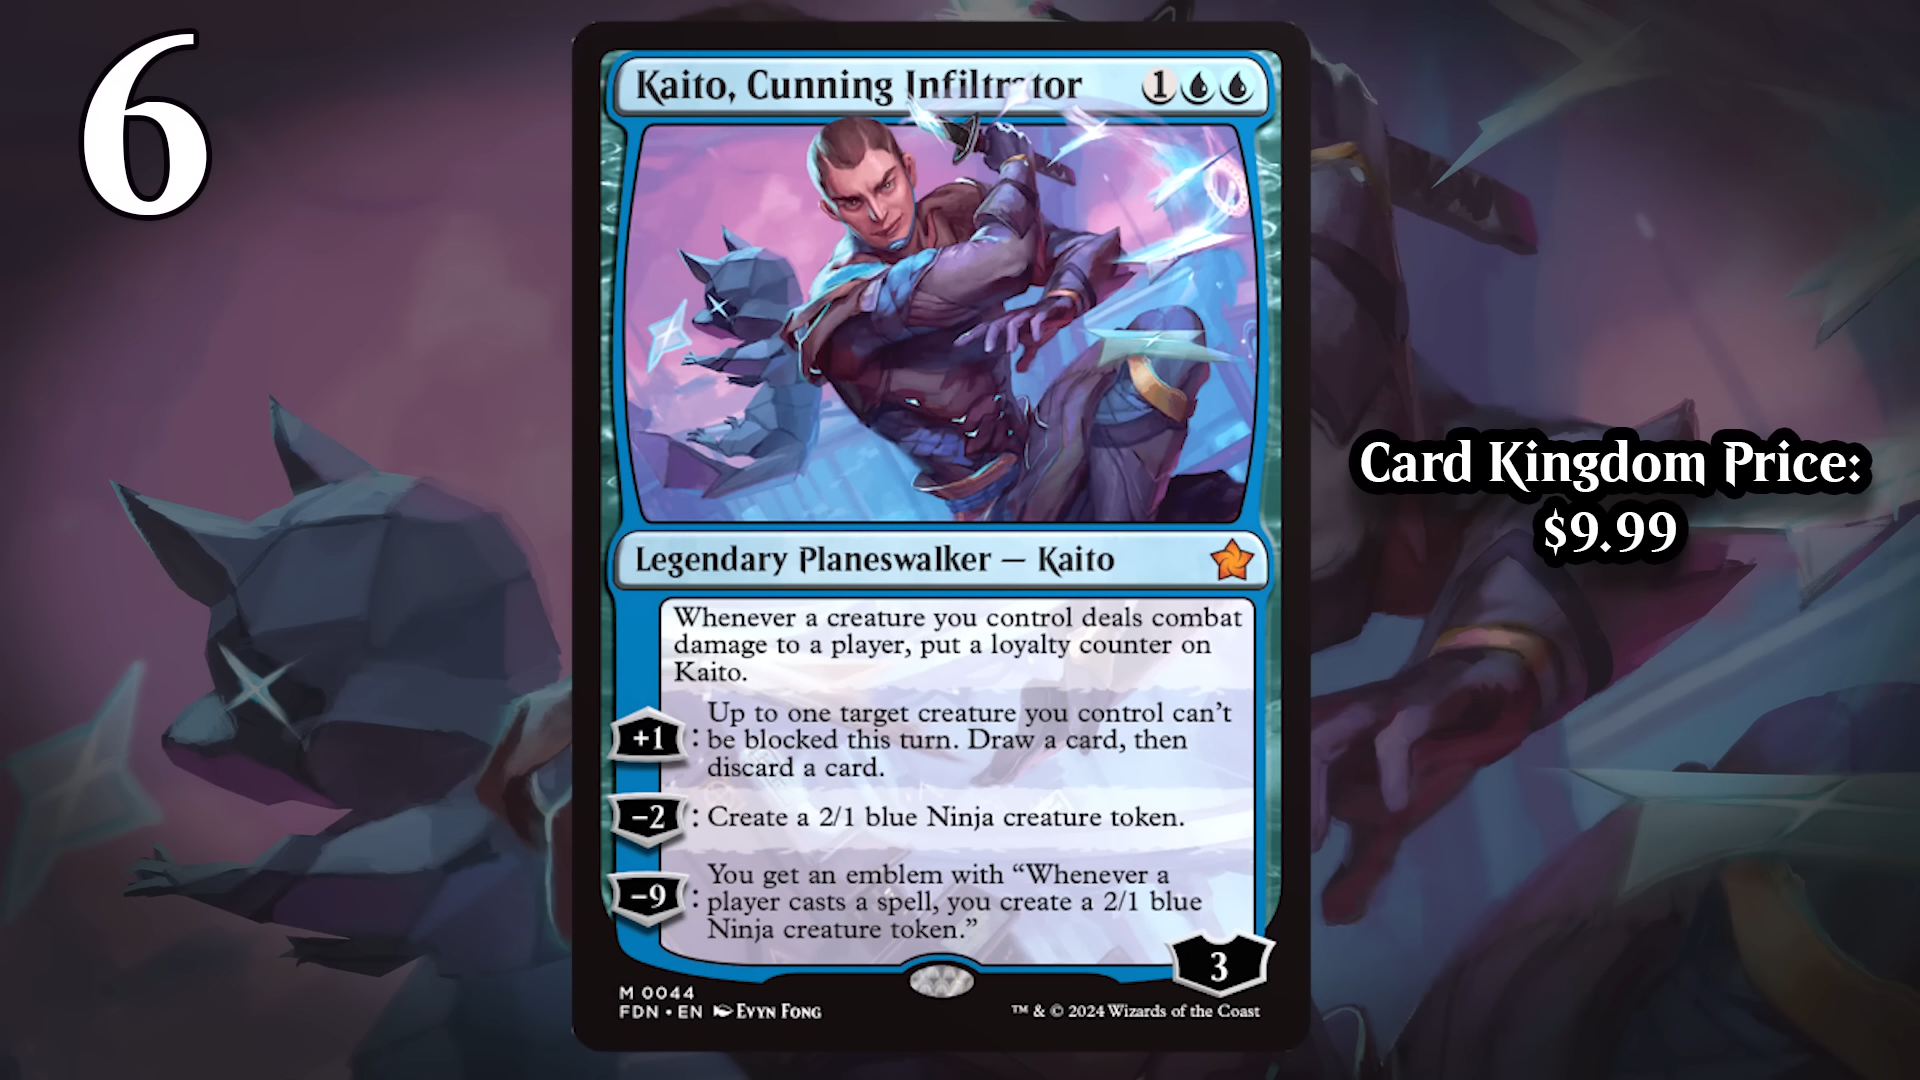 6
Kaito, Cunning Infiltrator 1
Card Kingdom Price:
$9.99
Legendary Planeswalker — Kaito
Whenever a creature you control deals combat
damage to a player, put a loyalty counter on
Kaito.
+1: Up to one target creature you control can’t
be blocked this turn. Draw a card, then
discard a card.
−2: Create a 2/1 blue Ninja creature token.
−9: You get an emblem with “Whenever a
player casts a spell, you create a 2/1 blue
Ninja creature token.”
3
M 0044
FDN • EN Evyn Fong
™ & © 2024 Wizards of the Coast